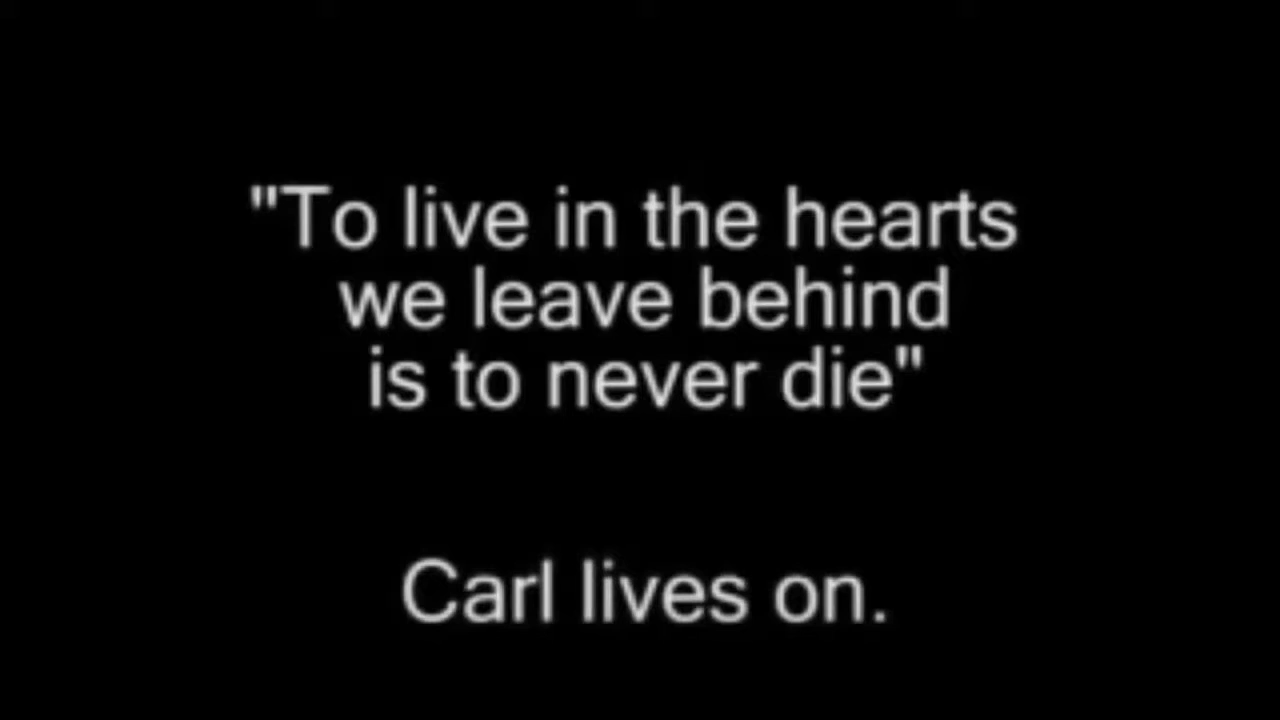 "To live in the hearts
we leave behind
is to never die"
Carl lives on.